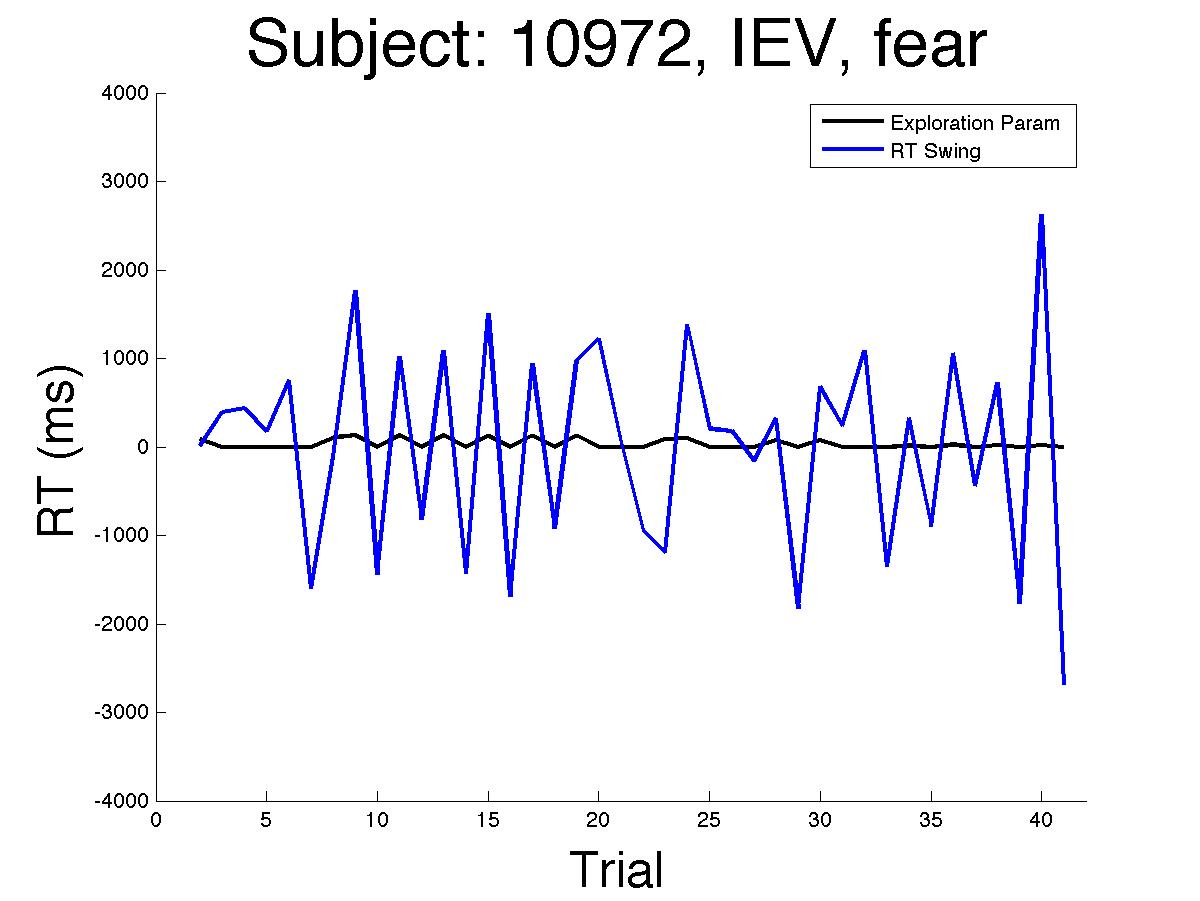 Subject: 10972, IEV, fear
4000
3000
2000
1000
0
-1000
-2000
-3000
-4000
RT (ms)
Exploration Param
RT Swing
0 5 10 15 20 25 30 35 40
Trial